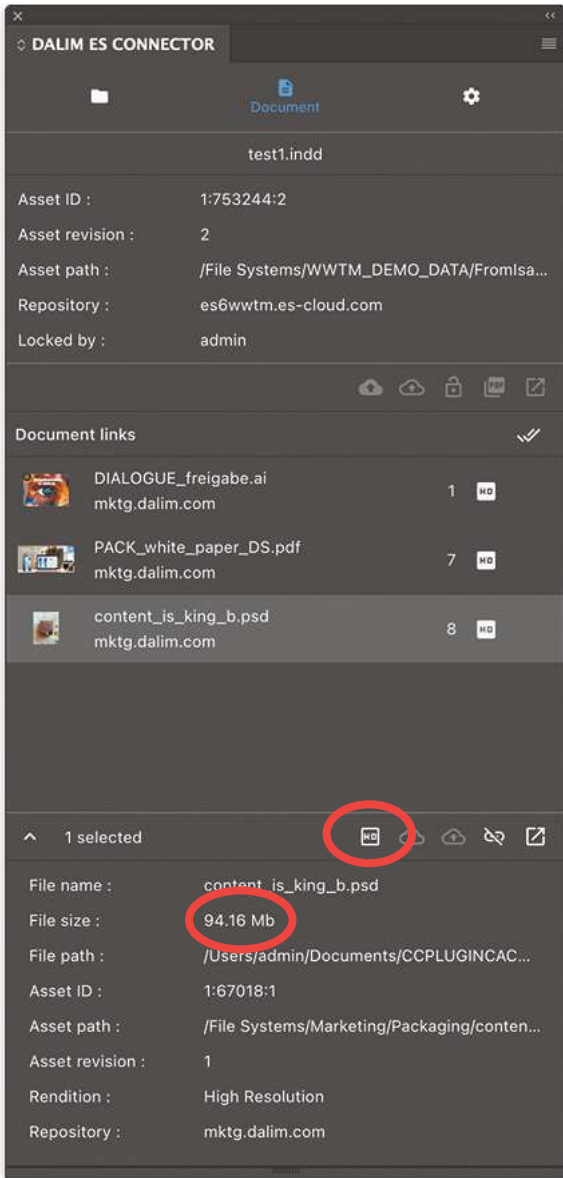 DALIM ES CONNECTOR
Document
test1.indd
Asset ID : 1:753244:2
Asset revision : 2
Asset path : /File Systems/WWTM_DEMO_DATA/FromIsa...
Repository : es6wwtm.es-cloud.com
Locked by : admin
PDF
Document links
DIALOGUE_freigabe.ai
mktg.dalim.com
1 HD
PACK_white_paper_DS.pdf
mktg.dalim.com
7 HD
content_is_king_b.psd
mktg.dalim.com
8 HD
1 selected HD
File name : content_is_king_b.psd
File size : 94.16 Mb
File path : /Users/admin/Documents/CCPLUGINCAC...
Asset ID : 1:67018:1
Asset path : /File Systems/Marketing/Packaging/conten...
Asset revision : 1
Rendition : High Resolution
Repository : mktg.dalim.com